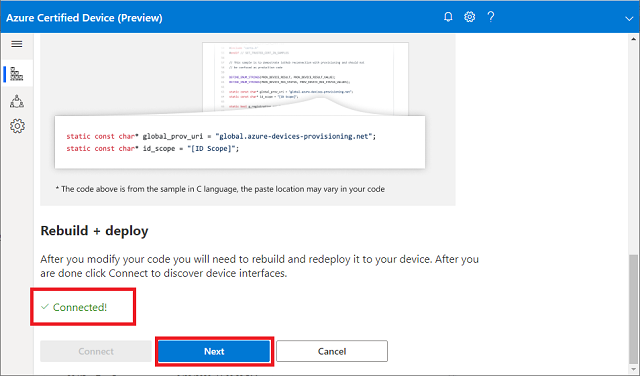 Azure Certified Device (Preview)
static const char* global_prov_uri = "global.azure-devices-provisioning.net";
static const char* id_scope = "[ID Scope]";
* The code above is from the sample in C language, the paste location may vary in your code
Rebuild + deploy
After you modify your code you will need to rebuild and redeploy it to your device. After you
are done click Connect to discover device interfaces.
✓ Connected!
Connect
Next
Cancel